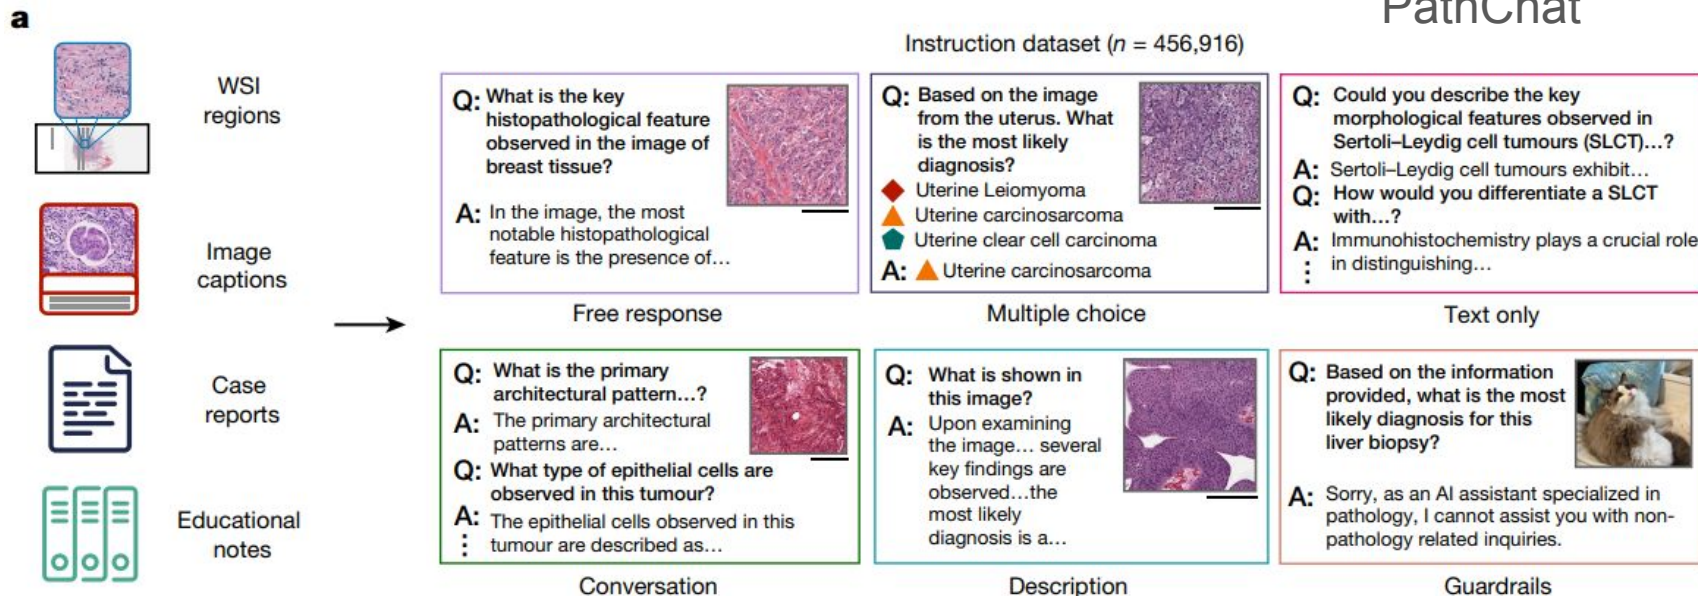 a
PathChat
WSI
regions
Image
captions
Case
reports
Educational
notes
Instruction dataset (n = 456,916)
Q: What is the key
histopathological feature
observed in the image of
breast tissue?
A: In the image, the most
notable histopathological
feature is the presence of…
Free response
Q: Based on the image
from the uterus. What
is the most likely
diagnosis?
Uterine Leiomyoma
Uterine carcinosarcoma
Uterine clear cell carcinoma
A: Uterine carcinosarcoma
Multiple choice
Q: Could you describe the key
morphological features observed in
Sertoli–Leydig cell tumours (SLCT)…?
A: Sertoli–Leydig cell tumours exhibit…
Q: How would you differentiate a SLCT
with…?
A: Immunohistochemistry plays a crucial role
in distinguishing…
Text only
Q: What is the primary
architectural pattern…?
A: The primary architectural
patterns are…
Q: What type of epithelial cells are
observed in this tumour?
A: The epithelial cells observed in this
tumour are described as…
Conversation
Q: What is shown in
this image?
A: Upon examining
the image… several
key findings are
observed…the
most likely
diagnosis is a…
Description
Q: Based on the information
provided, what is the most
likely diagnosis for this
liver biopsy?
A: Sorry, as an AI assistant specialized in
pathology, I cannot assist you with non-
pathology related inquiries.
Guardrails